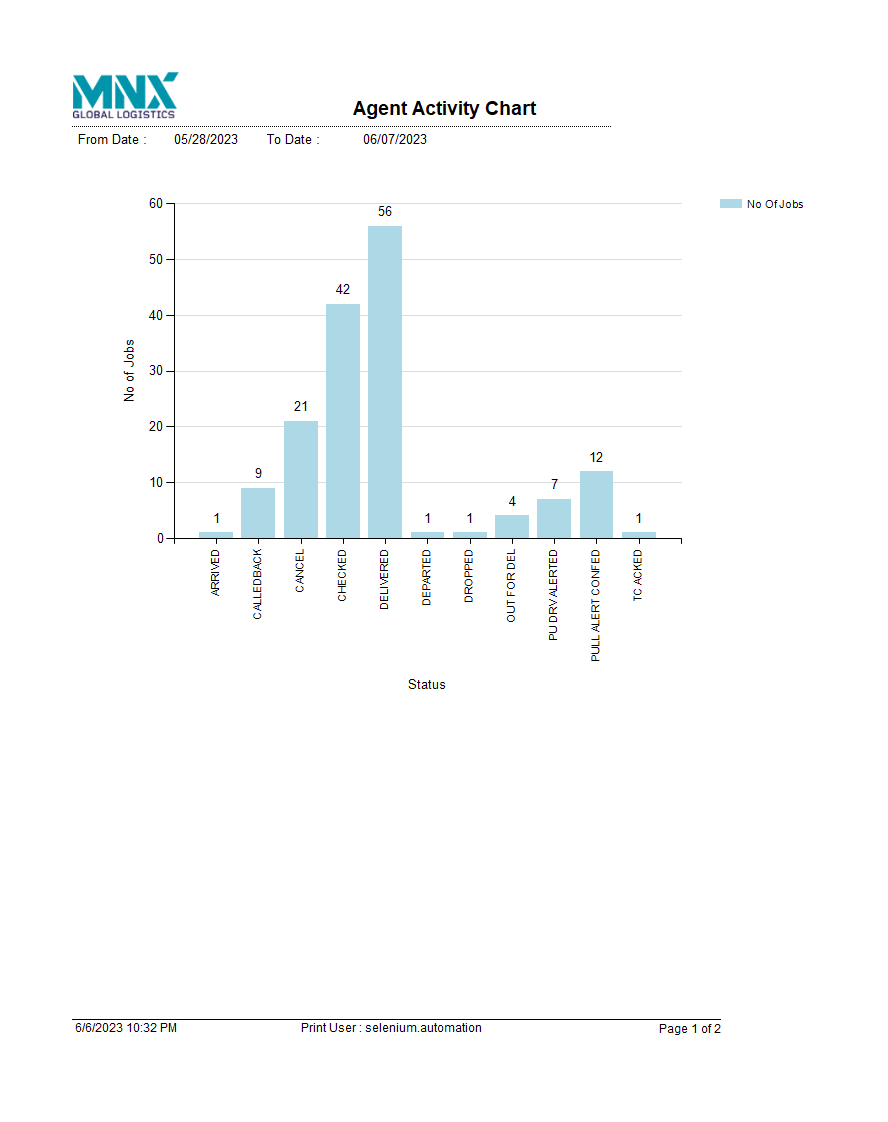 MNX
GLOBAL LOGISTICS
Agent Activity Chart
From Date : 05/28/2023 To Date : 06/07/2023
60
50
40
30
20
10
0
No of Jobs
1
9
21
42
56
1
1
4
7
12
1
ARRIVED
CALLEDBACK
CANCEL
CHECKED
DELIVERED
DEPARTED
DROPPED
OUT FOR DEL
PU DRV ALERTED
PULL ALERT CONFED
TC ACKED
Status
No Of Jobs
6/6/2023 10:32 PM Print User : selenium.automation Page 1 of 2